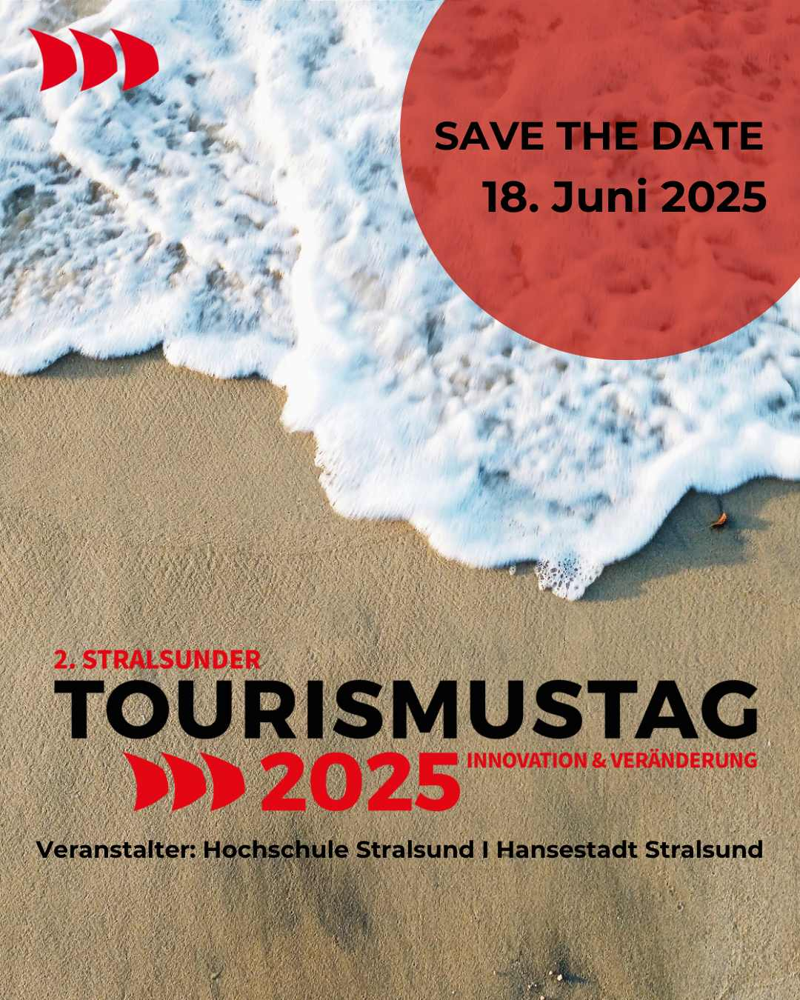 SAVE THE DATE
18. Juni 2025
2. STRALSUNDER
TOURISMUSTAG
2025 INNOVATION & VERÄNDERUNG
Veranstalter: Hochschule Stralsund I Hansestadt Stralsund